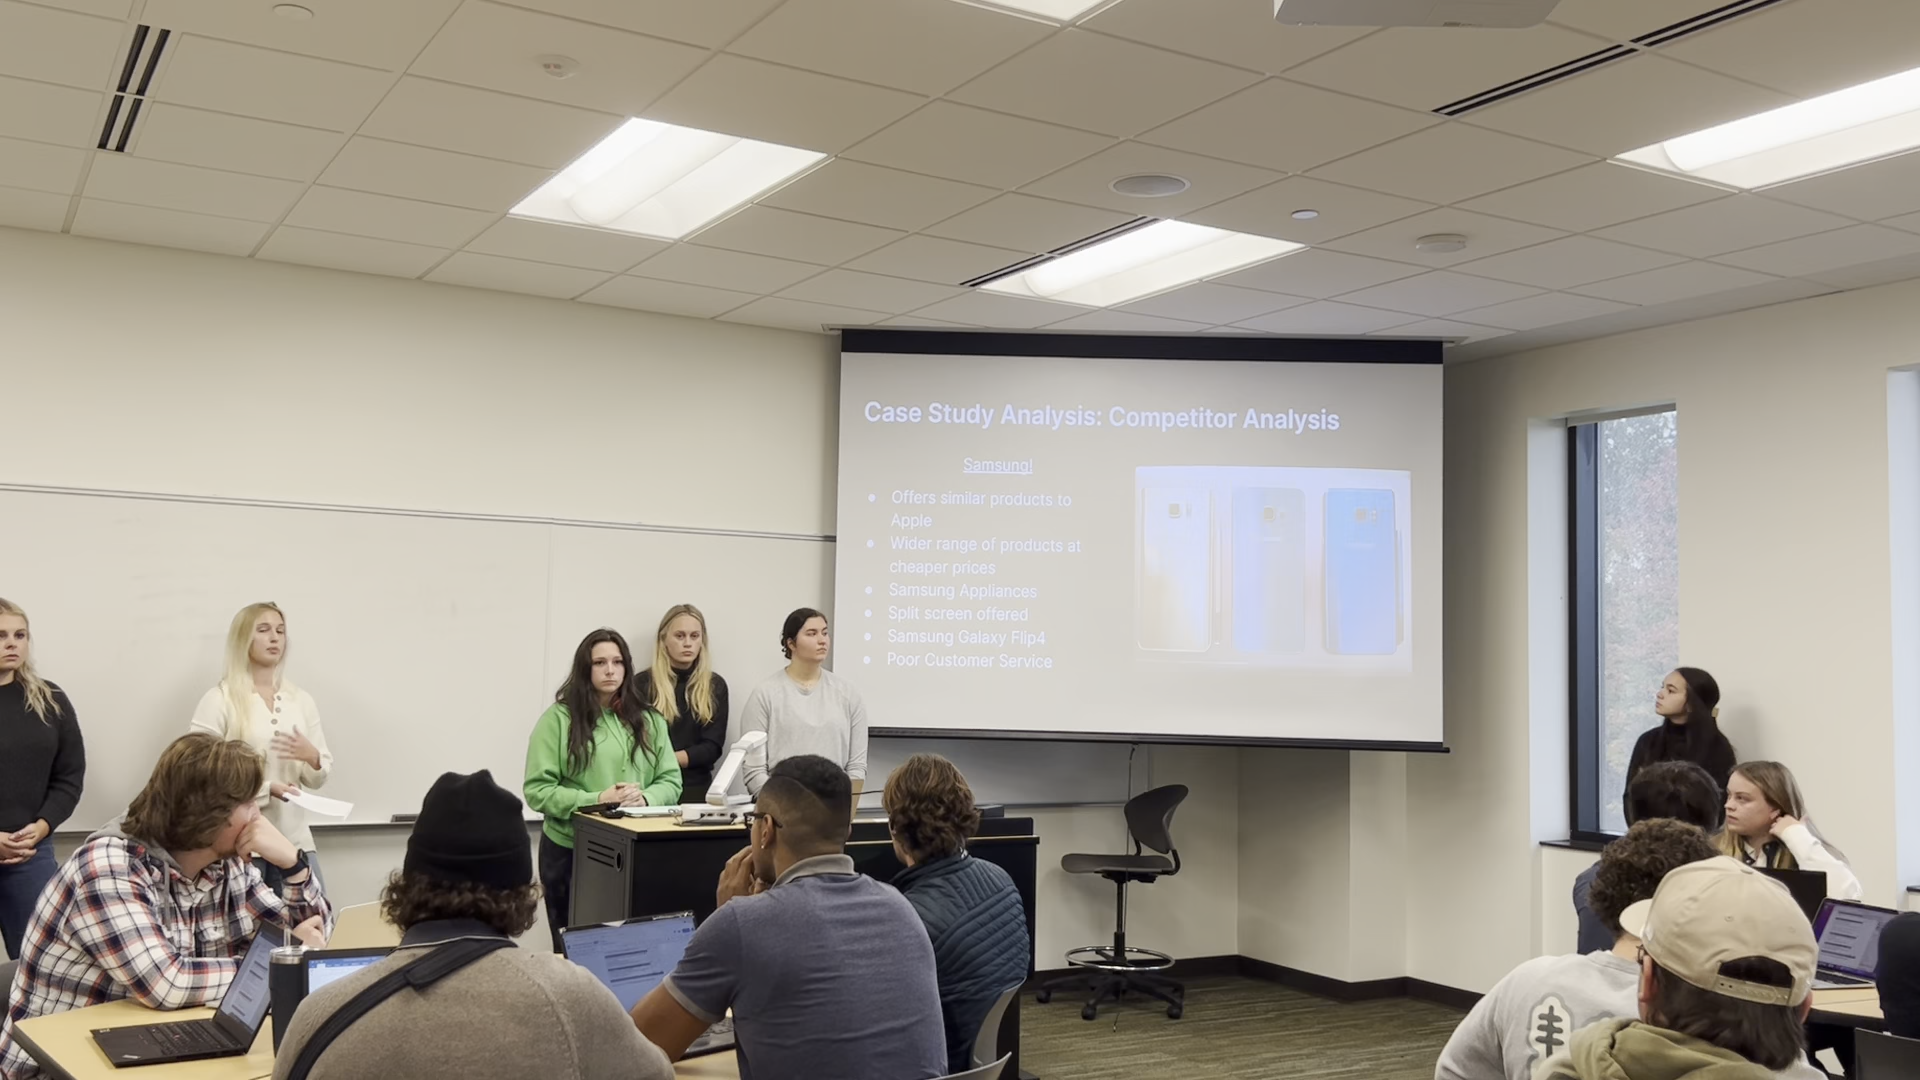 Case Study Analysis: Competitor Analysis
Samsung!
Offers similar products to
Apple
Wider range of products at
cheaper prices
Samsung Appliances
Split screen offered
Samsung Galaxy Flip4
Poor Customer Service